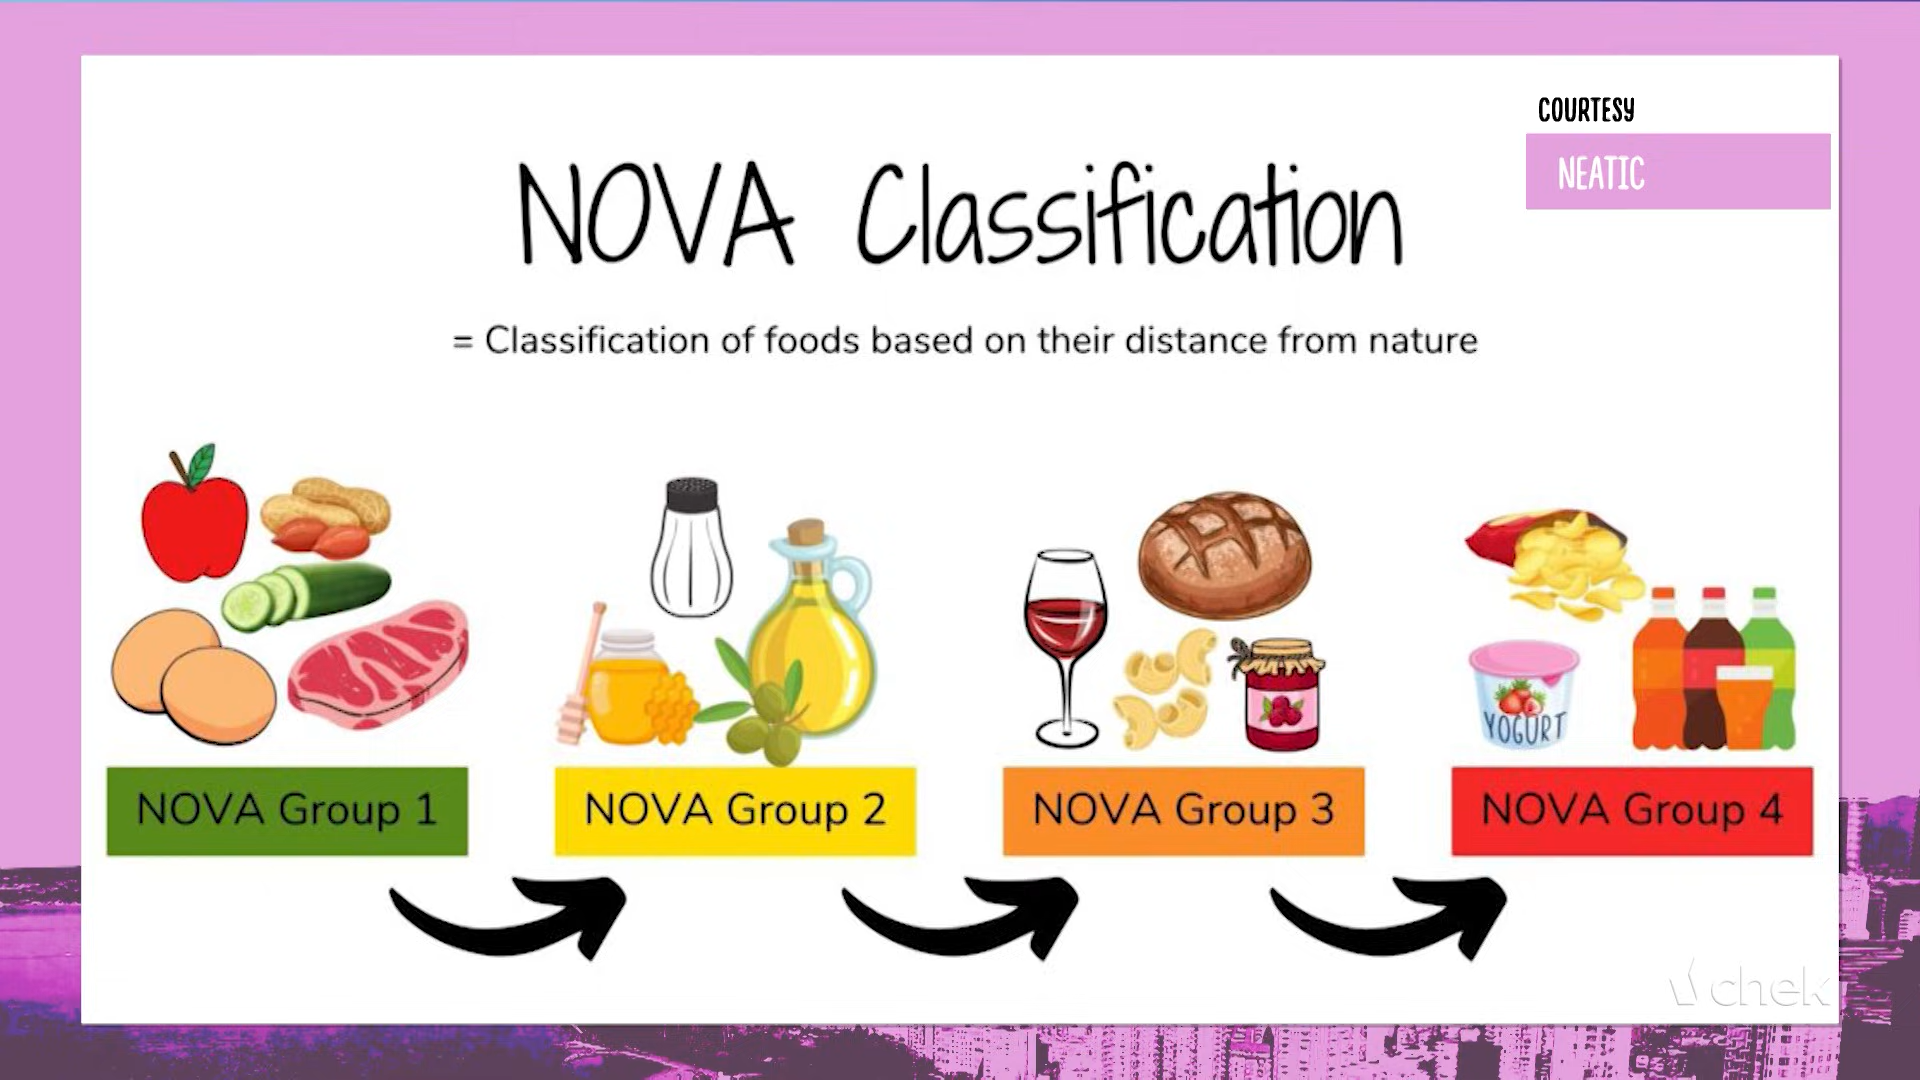 COURTESY
NEATIC
NOVA Classification
= Classification of foods based on their distance from nature
YOGURT
NOVA Group 1
NOVA Group 2
NOVA Group 3
NOVA Group 4
chek